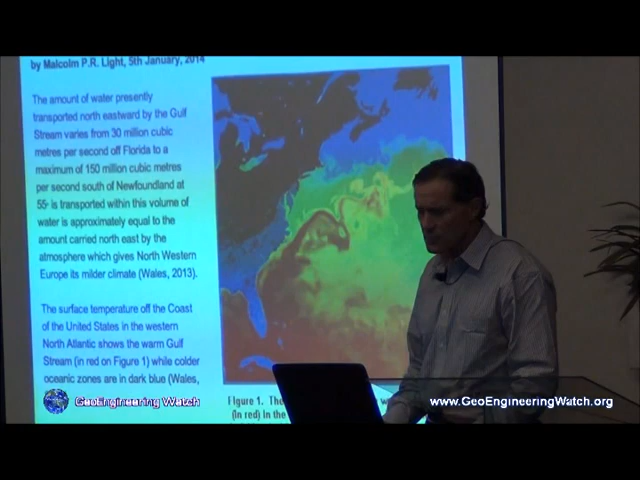 by Malcolm P.R. Light, 5th January, 2014
The amount of water presently
transported north eastward by the Gulf
Stream varies from 30 million cubic
metres per second off Florida to a
maximum of 150 million cubic metres
per second south of Newfoundland at
55◦ is transported within this volume of
water is approximately equal to the
amount carried north east by the
atmosphere which gives North Western
Europe its milder climate (Wales, 2013).
The surface temperature off the Coast
of the United States in the western
North Atlantic shows the warm Gulf
Stream (in red on Figure 1) while colder
oceanic zones are in dark blue (Wales,
Figure 1. The
(in red) in the
GeoEngineering Watch
www.GeoEngineeringWatch.org